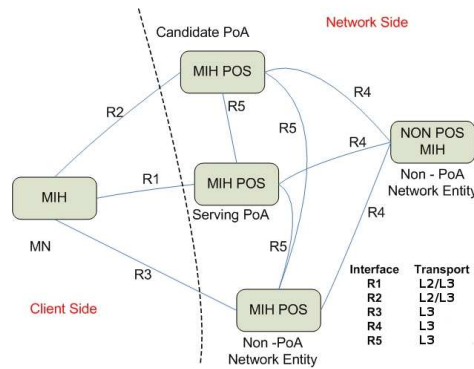 Candidate PoA
Network Side
MIH POS
R2
R5
R4
R5
R4
NON POS
MIH
Non - PoA
Network Entity
R1
MIH
MIH POS
Serving PoA
R4
MN
R5
R3
Client Side
MIH POS
Non -PoA
Network Entity
Interface Transport
R1 L2/L3
R2 L2/L3
R3 L3
R4 L3
R5 L3